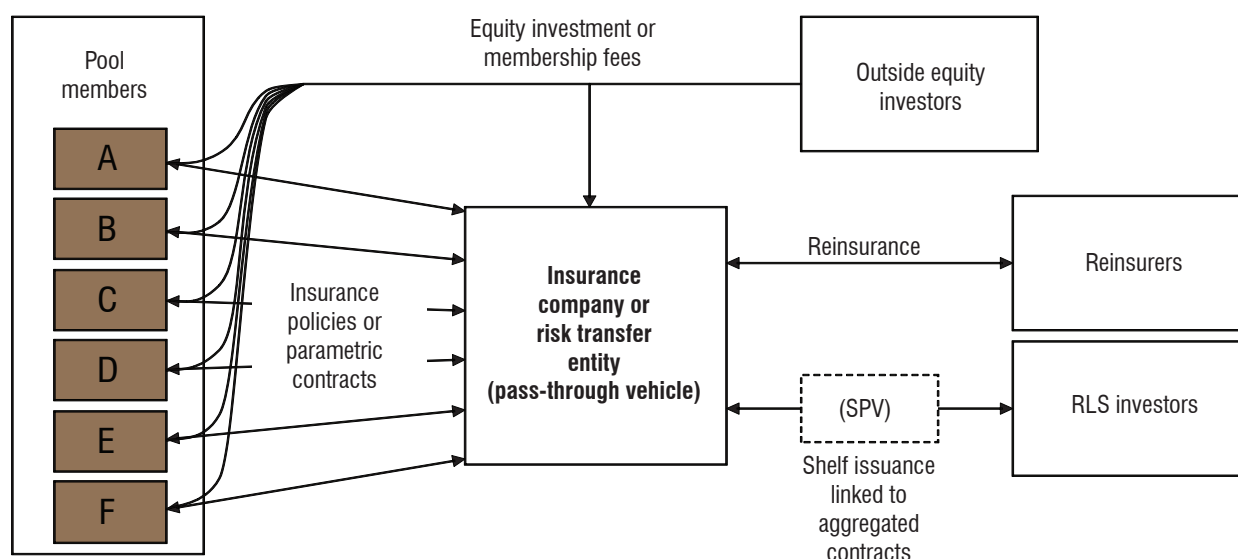 Pool
members
A
B
C
D
E
F
Equity investment or
membership fees
Outside equity
investors
Insurance
policies or
parametric
contracts
Insurance
company or
risk transfer
entity
(pass-through vehicle)
Reinsurance
Reinsurers
(SPV)
RLS investors
Shelf issuance
linked to
aggregated
contracts